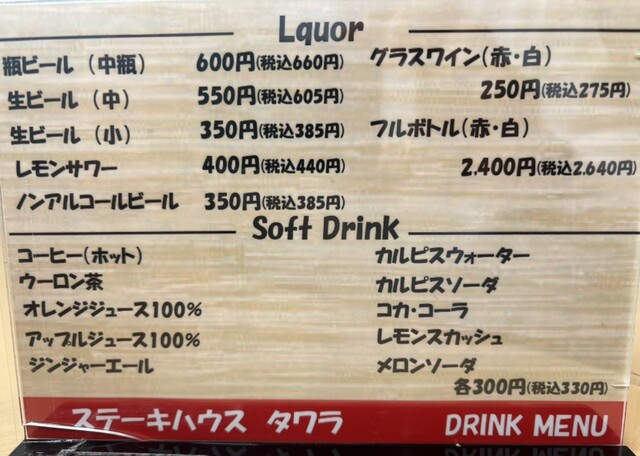 Lquor
瓶ビール（中瓶） 600円(税込660円)
生ビール（中） 550円(税込605円)
生ビール（小） 350円(税込385円)
レモンサワー 400円(税込440円)
ノンアルコールビール 350円(税込385円)
グラスワイン(赤・白)
250円(税込275円)
フルボトル(赤・白)
2.400円(税込2.640円)
Soft Drink
コーヒー(ホット)
ウーロン茶
オレンジジュース100%
アップルジュース100%
ジンジャーエール
カルピスウォーター
カルピスソーダ
コカ・コーラ
レモンスカッシュ
メロンソーダ
各300円(税込330円)
ステーキハウス タワラ DRINK MENU